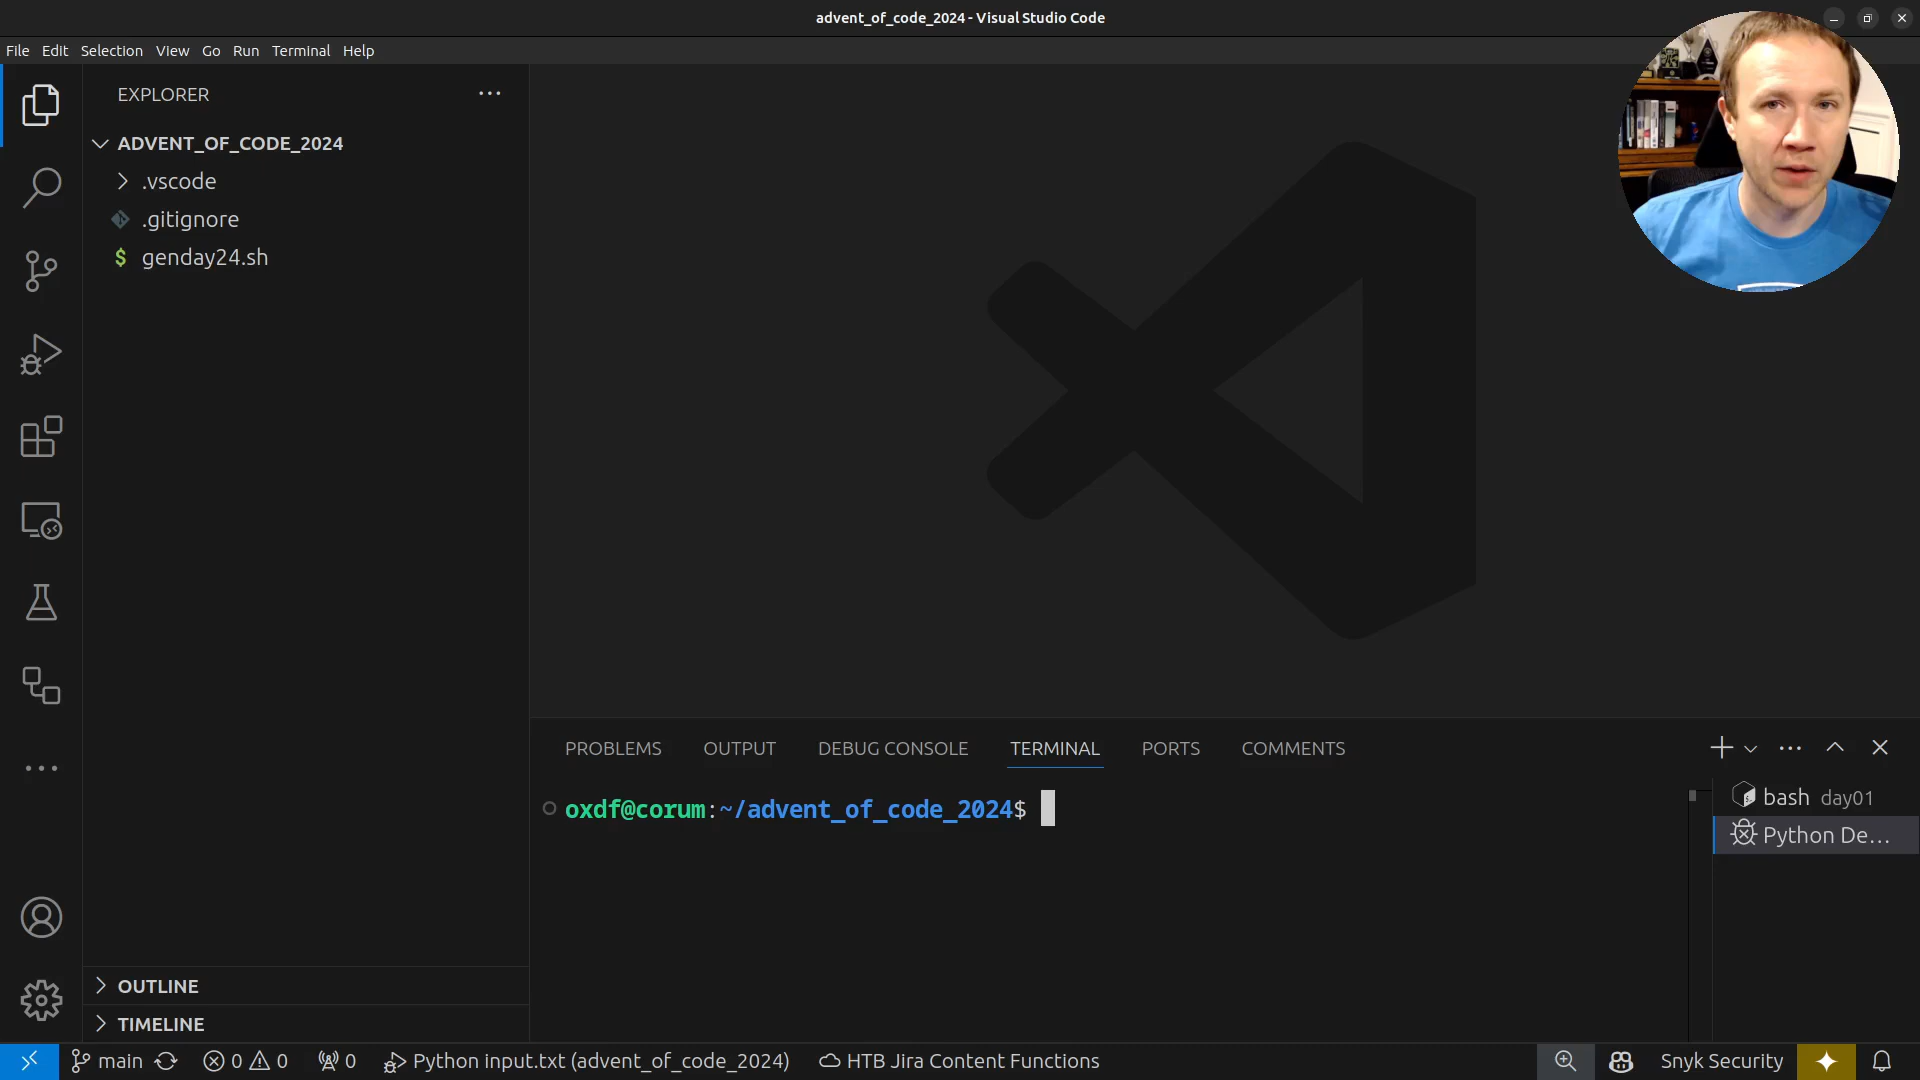 advent_of_code_2024 - Visual Studio Code
File Edit Selection View Go Run Terminal Help
EXPLORER
ADVENT_OF_CODE_2024
.vscode
.gitignore
$ genday24.sh
PROBLEMS OUTPUT DEBUG CONSOLE TERMINAL PORTS COMMENTS
oxdf@corum:~/advent_of_code_2024$
bash day01
Python De...
OUTLINE
TIMELINE
main 0 0 0 Python input.txt (advent_of_code_2024) HTB Jira Content Functions Snyk Security